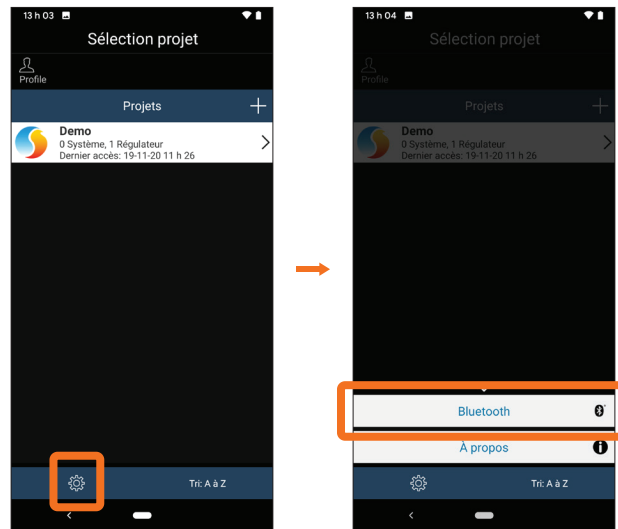 13 h 03
Sélection projet
Profile
Projets
Demo
0 Système, 1 Régulateur
Dernier accès: 19-11-20 11 h 26
Tri: A à Z
13 h 04
Sélection projet
Profile
Projets
Demo
0 Système, 1 Régulateur
Dernier accès: 19-11-20 11 h 26
Bluetooth
À propos
Tri: A à Z